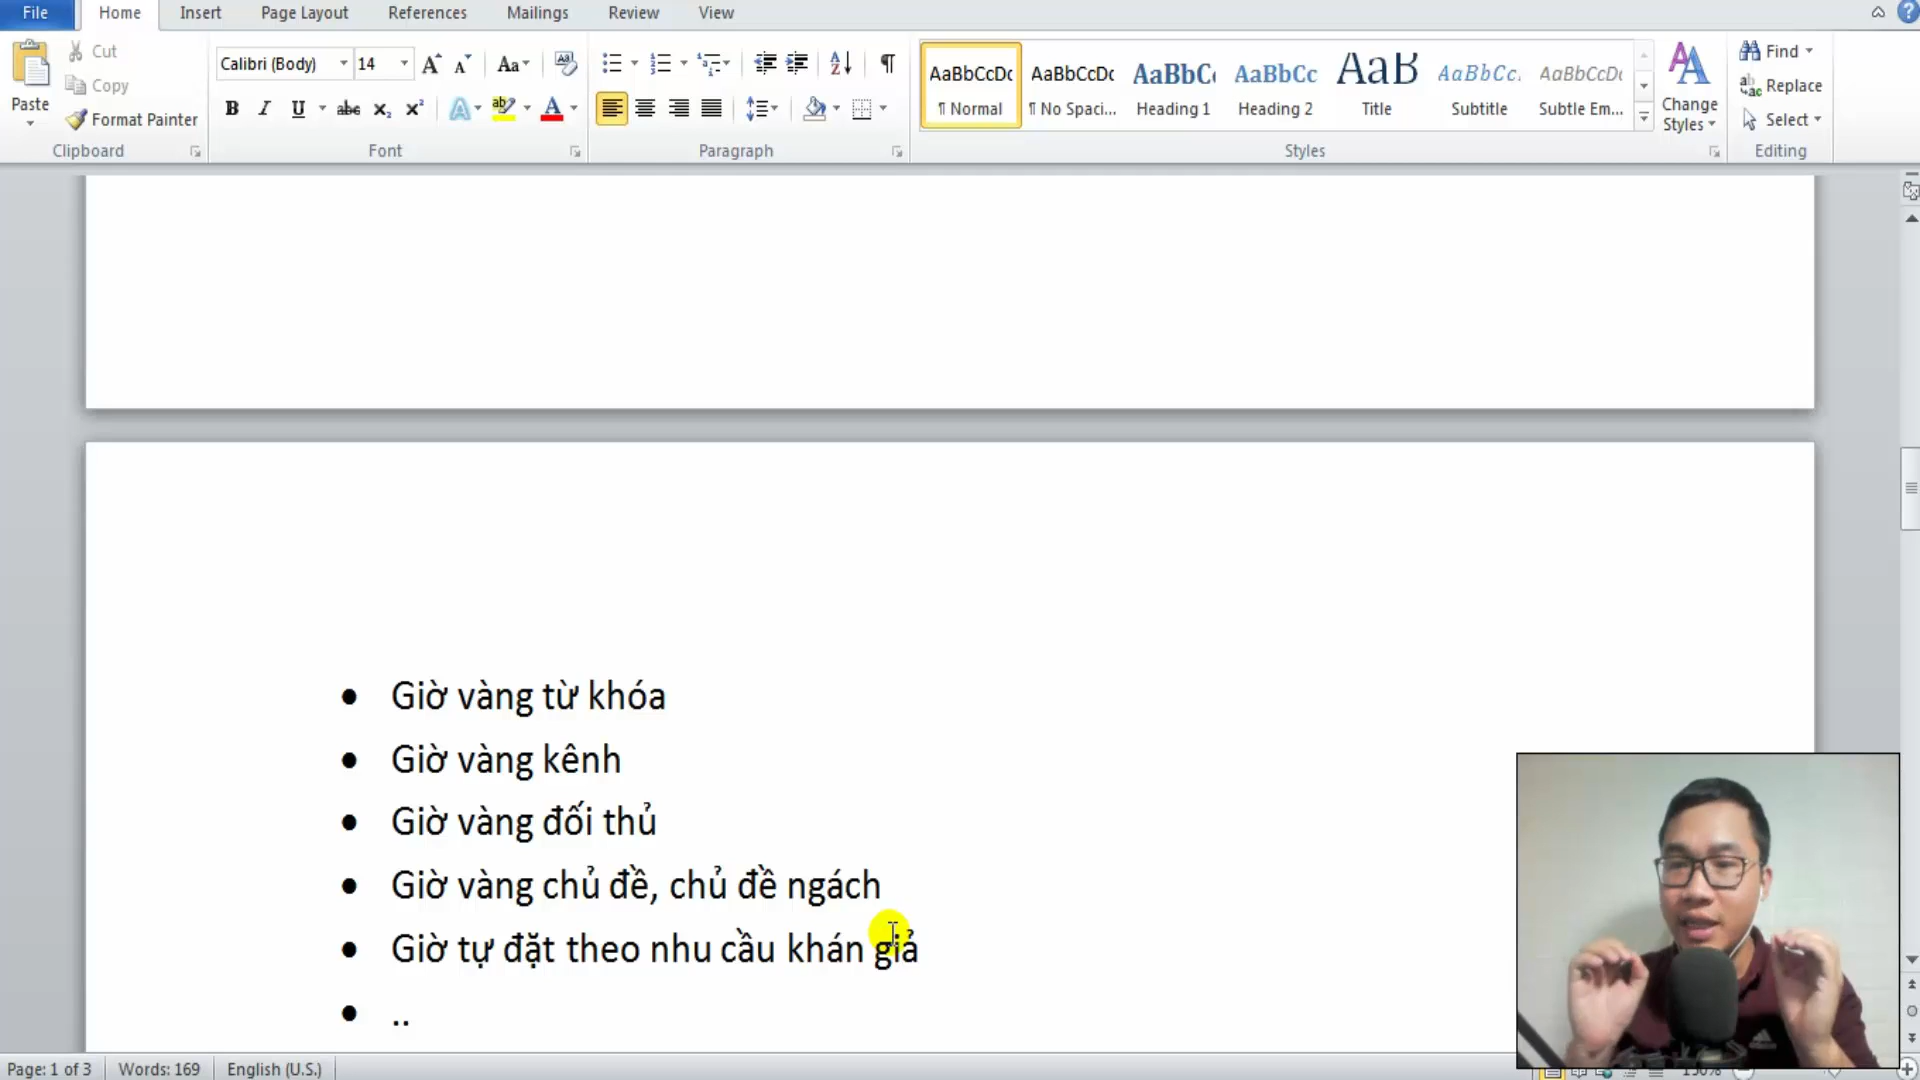 File Home Insert Page Layout References Mailings Review View
Paste
Cut
Copy
Format Painter
Clipboard
Calibri (Body) 14
Font
Paragraph
AaBbCcDc AaBbCcDc AaBbC AaBbCc AaB AaBbCc. AaBbCcDc
¶ Normal ¶ No Spaci... Heading 1 Heading 2 Title Subtitle Subtle Em...
Change
Styles
Styles
Find
Replace
Select
Editing
• Giờ vàng từ khóa
• Giờ vàng kênh
• Giờ vàng đối thủ
• Giờ vàng chủ đề, chủ đề ngách
• Giờ tự đặt theo nhu cầu khán giả
• ..
Page: 1 of 3 Words: 169 English (U.S.)